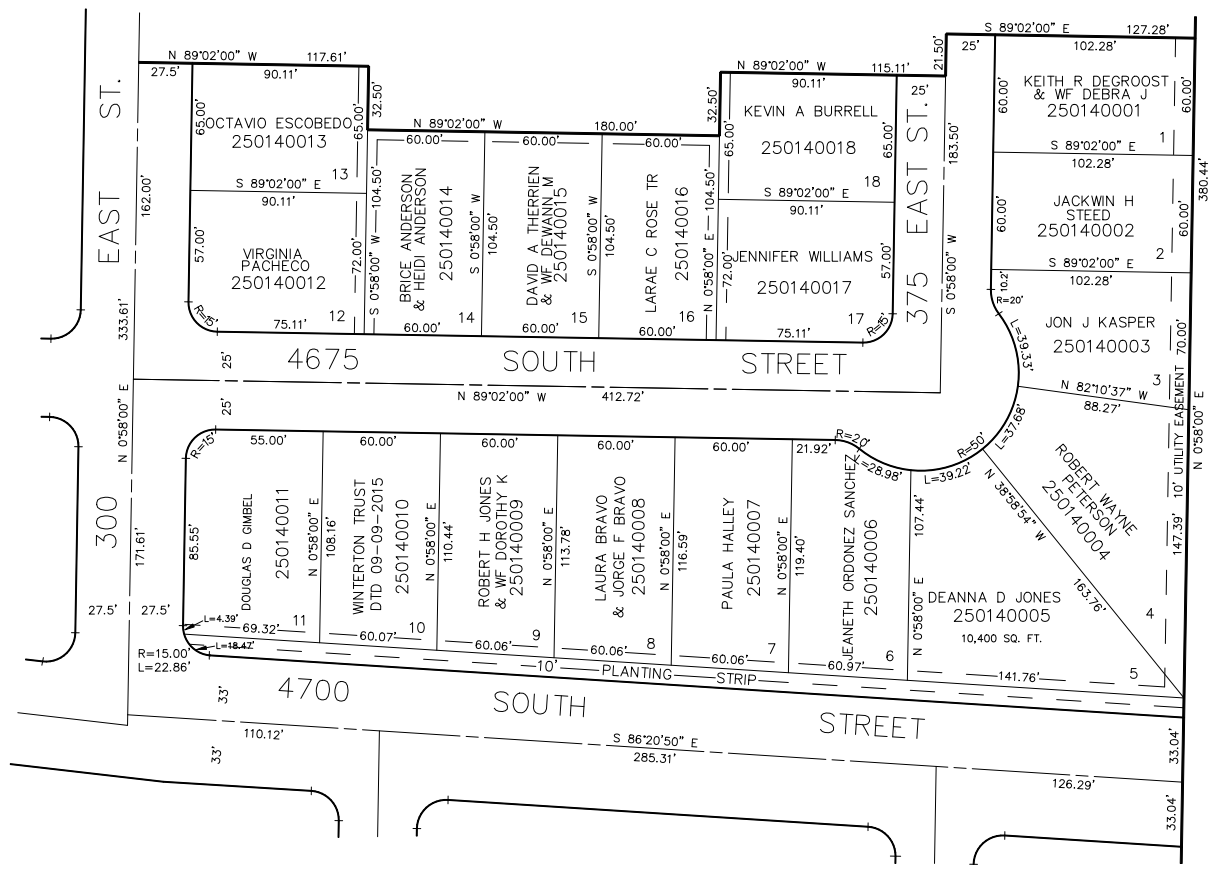 N 89°02'00" W 117.61'
27.5'
90.11'
65.00'
OCTAVIO ESCOBEDO
250140013
65.00'
13
32.50'
S 89°02'00" E
90.11'
57.00'
VIRGINIA
PACHECO
250140012
72.00'
12
R=15'
75.11'
300 EAST ST.
162.00'
333.61'
N 0°58'00" E
171.61'
N 89°02'00" W 180.00'
60.00'
104.50'
S 0°58'00" W
BRICE ANDERSON
& HEIDI ANDERSON
250140014
14
60.00'
S 0°58'00" W
104.50'
60.00'
DAVID A THERRIEN
& WF DEWANN M
250140015
15
60.00'
S 0°58'00" W
104.50'
60.00'
LARAE C ROSE TR
250140016
16
60.00'
N 0°58'00" E
104.50'
32.50'
N 89°02'00" W 115.11'
90.11'
25'
KEVIN A BURRELL
250140018
65.00'
65.00'
18
S 89°02'00" E
90.11'
JENNIFER WILLIAMS
250140017
72.00'
57.00'
17
75.11'
R=15'
375 EAST ST.
21.50'
183.50'
S 0°58'00" W
S 89°02'00" E 127.28'
25'
102.28'
KEITH R DEGROOST
& WF DEBRA J
250140001
60.00'
60.00'
1
S 89°02'00" E
102.28'
JACKWIN H
STEED
250140002
60.00'
60.00'
2
S 89°02'00" E
102.28'
10.2'
R=20'
JON J KASPER
250140003
70.00'
3
L=39.33'
N 82°10'37" W
88.27'
380.44'
N 0°58'00" E
10' UTILITY EASEMENT
L=37.68'
R=50'
ROBERT WAYNE
PETERSON
250140004
147.39'
4
N 38°58'54" W
163.76'
25'
4675 SOUTH STREET
N 89°02'00" W 412.72'
25'
R=15'
55.00'
85.55'
DOUGLAS D GIMBEL
250140011
N 0°58'00" E
108.16'
69.32'
11
60.00'
WINTERTON TRUST
DTD 09-09-2015
250140010
N 0°58'00" E
110.44'
60.07'
10
60.00'
ROBERT H JONES
& WF DOROTHY K
250140009
N 0°58'00" E
113.78'
60.06'
9
60.00'
LAURA BRAVO
& JORGE F BRAVO
250140008
N 0°58'00" E
116.59'
60.06'
8
60.00'
PAULA HALLEY
250140007
N 0°58'00" E
119.40'
60.06'
7
21.92'
R=20'
L=28.98'
JEANETH ORDONEZ SANCHEZ
250140006
N 0°58'00" E
107.44'
60.97'
6
L=39.22'
DEANNA D JONES
250140005
10,400 SQ. FT.
141.76'
5
27.5'
27.5'
L=4.39'
L=18.47'
R=15.00'
L=22.86'
10' PLANTING STRIP
33'
4700 SOUTH STREET
33'
110.12'
S 86°20'50" E
285.31'
126.29'
33.04'
33.04'